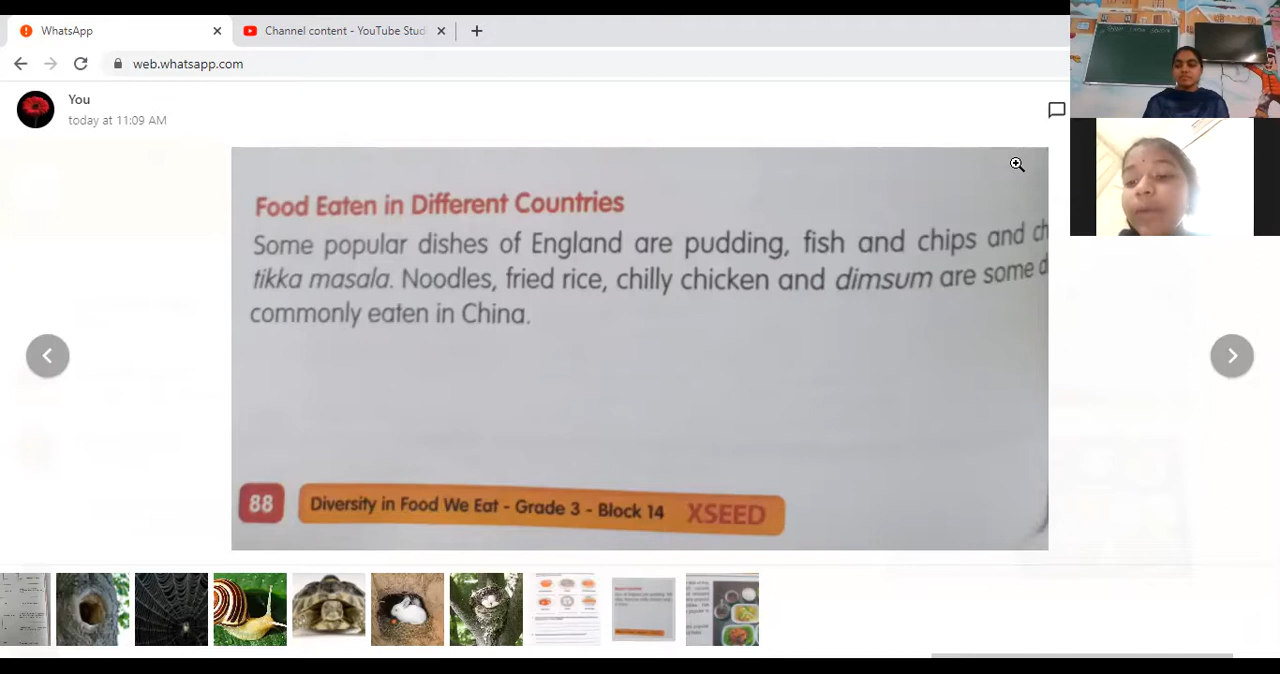 WhatsApp
Channel content - YouTube Stud
web.whatsapp.com
You
today at 11:09 AM
Food Eaten in Different Countries
Some popular dishes of England are pudding, fish and chips and ch
tikka masala. Noodles, fried rice, chilly chicken and dimsum are some d
commonly eaten in China.
88
Diversity in Food We Eat - Grade 3 - Block 14 XSEED